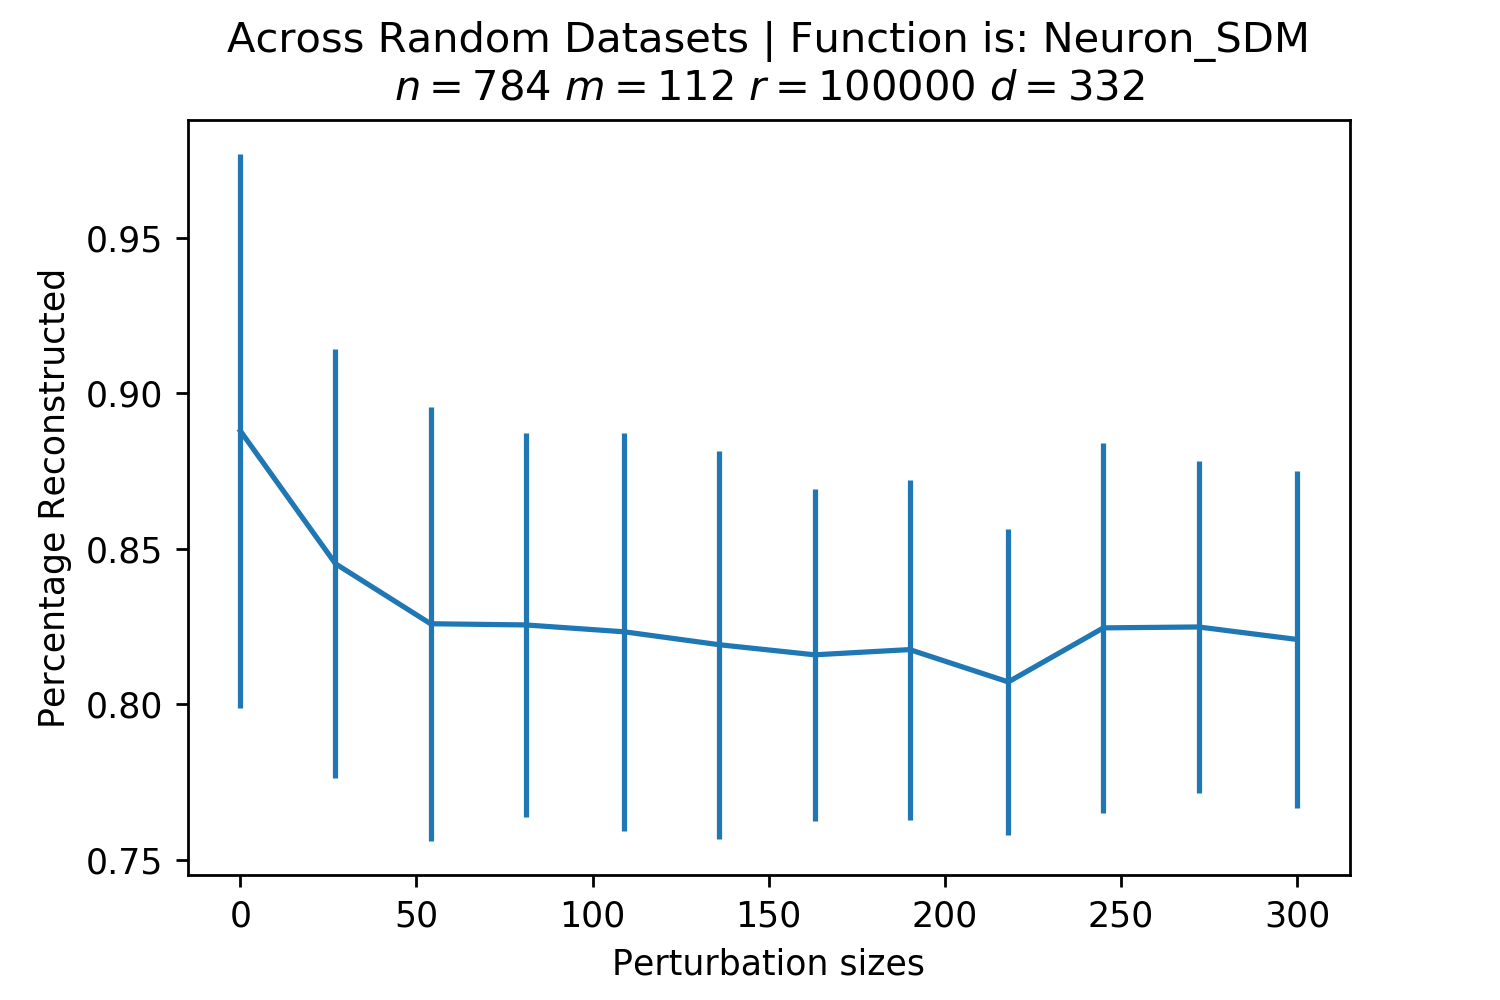 Across Random Datasets | Function is: Neuron_SDM
n = 784 m = 112 r = 100000 d = 332
Percentage Reconstructed
0.95
0.90
0.85
0.80
0.75
0 50 100 150 200 250 300
Perturbation sizes